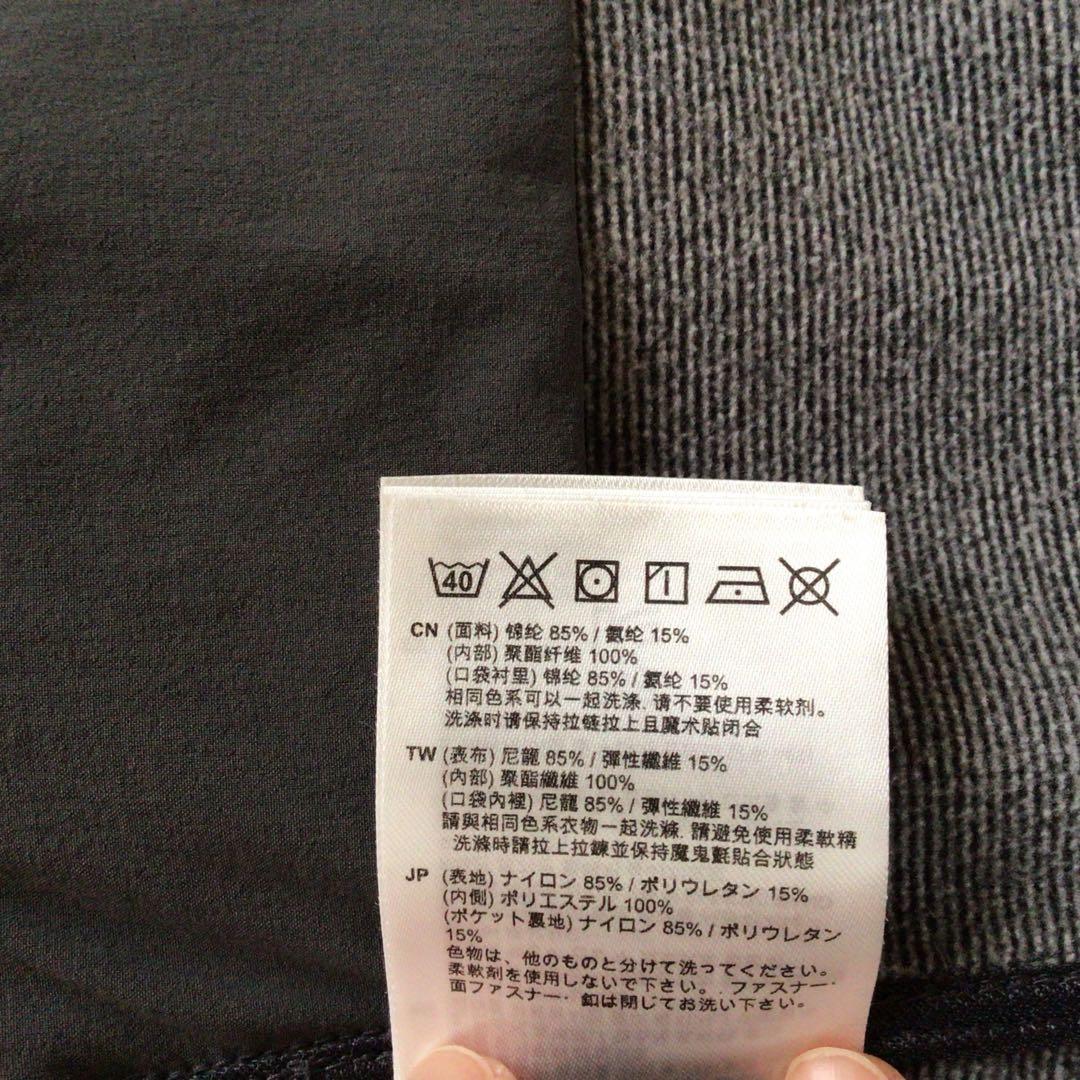 40
CN (面料) 锦纶 85% / 氨纶 15%
(内部) 聚酯纤维 100%
(口袋衬里) 锦纶 85% / 氨纶 15%
相同色系可以一起洗涤. 请不要使用柔软剂。
洗涤时请保持拉链拉上且魔术贴闭合
TW (表布) 尼龍 85% / 彈性纖維 15%
(內部) 聚酯纖維 100%
(口袋內裡) 尼龍 85% / 彈性纖維 15%
請與相同色系衣物一起洗滌. 請避免使用柔軟精
洗滌時請拉上拉鍊並保持魔鬼氈貼合狀態
JP (表地) ナイロン 85% / ポリウレタン 15%
(内側) ポリエステル 100%
(ポケット裏地) ナイロン 85% / ポリウレタン
15%
色物は、他のものと分けて洗ってください。
柔軟剤を使用しないで下さい。. ファスナー・
面ファスナー・ 釦は閉じてお洗い下さい。